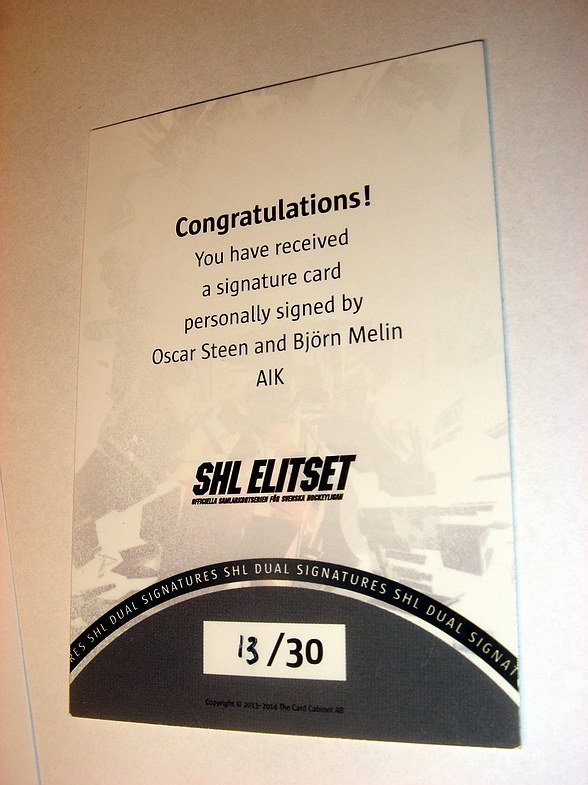 Congratulations!
You have received
a signature card
personally signed by
Oscar Steen and Björn Melin
AIK
SHL ELITSET
OFFICIELLA SAMLARKORTSERIEN FÖR SVENSKA HOCKEYLIGAN
RES SHL DUAL SIGNATURES SHL DUAL SIGNATURES SHL DUAL SIGNAT
13/30
Copyright © 2013-2014 The Card Cabinet AB